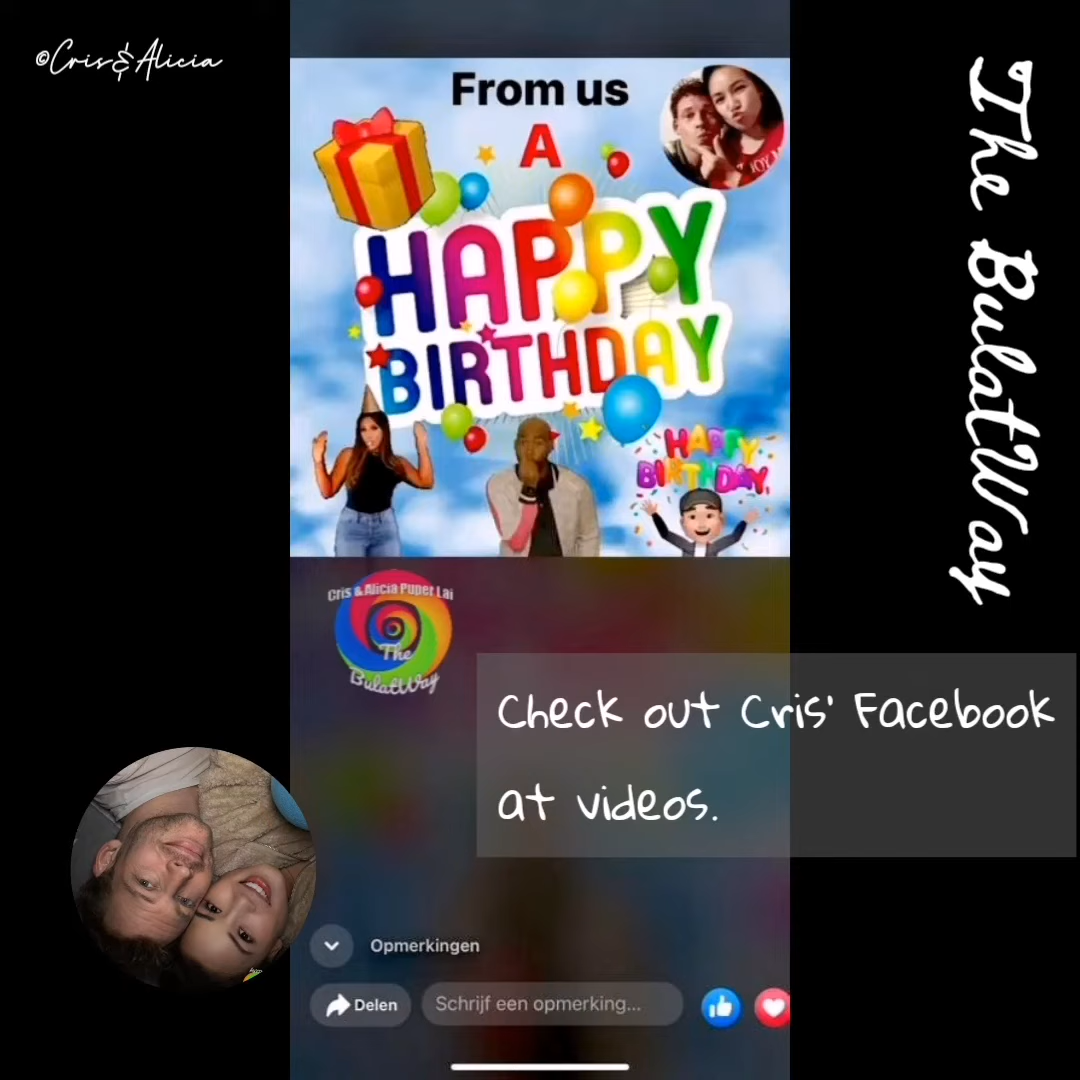 ©Cris & Alicia
The BulatWay
From us
A
HAPPY
BIRTHDAY
HAPPY
BIRTHDAY
Cris & Alicia Puper Lai
The
BulatWay
Check out Cris' Facebook
at videos.
Opmerkingen
Delen
Schrijf een opmerking...